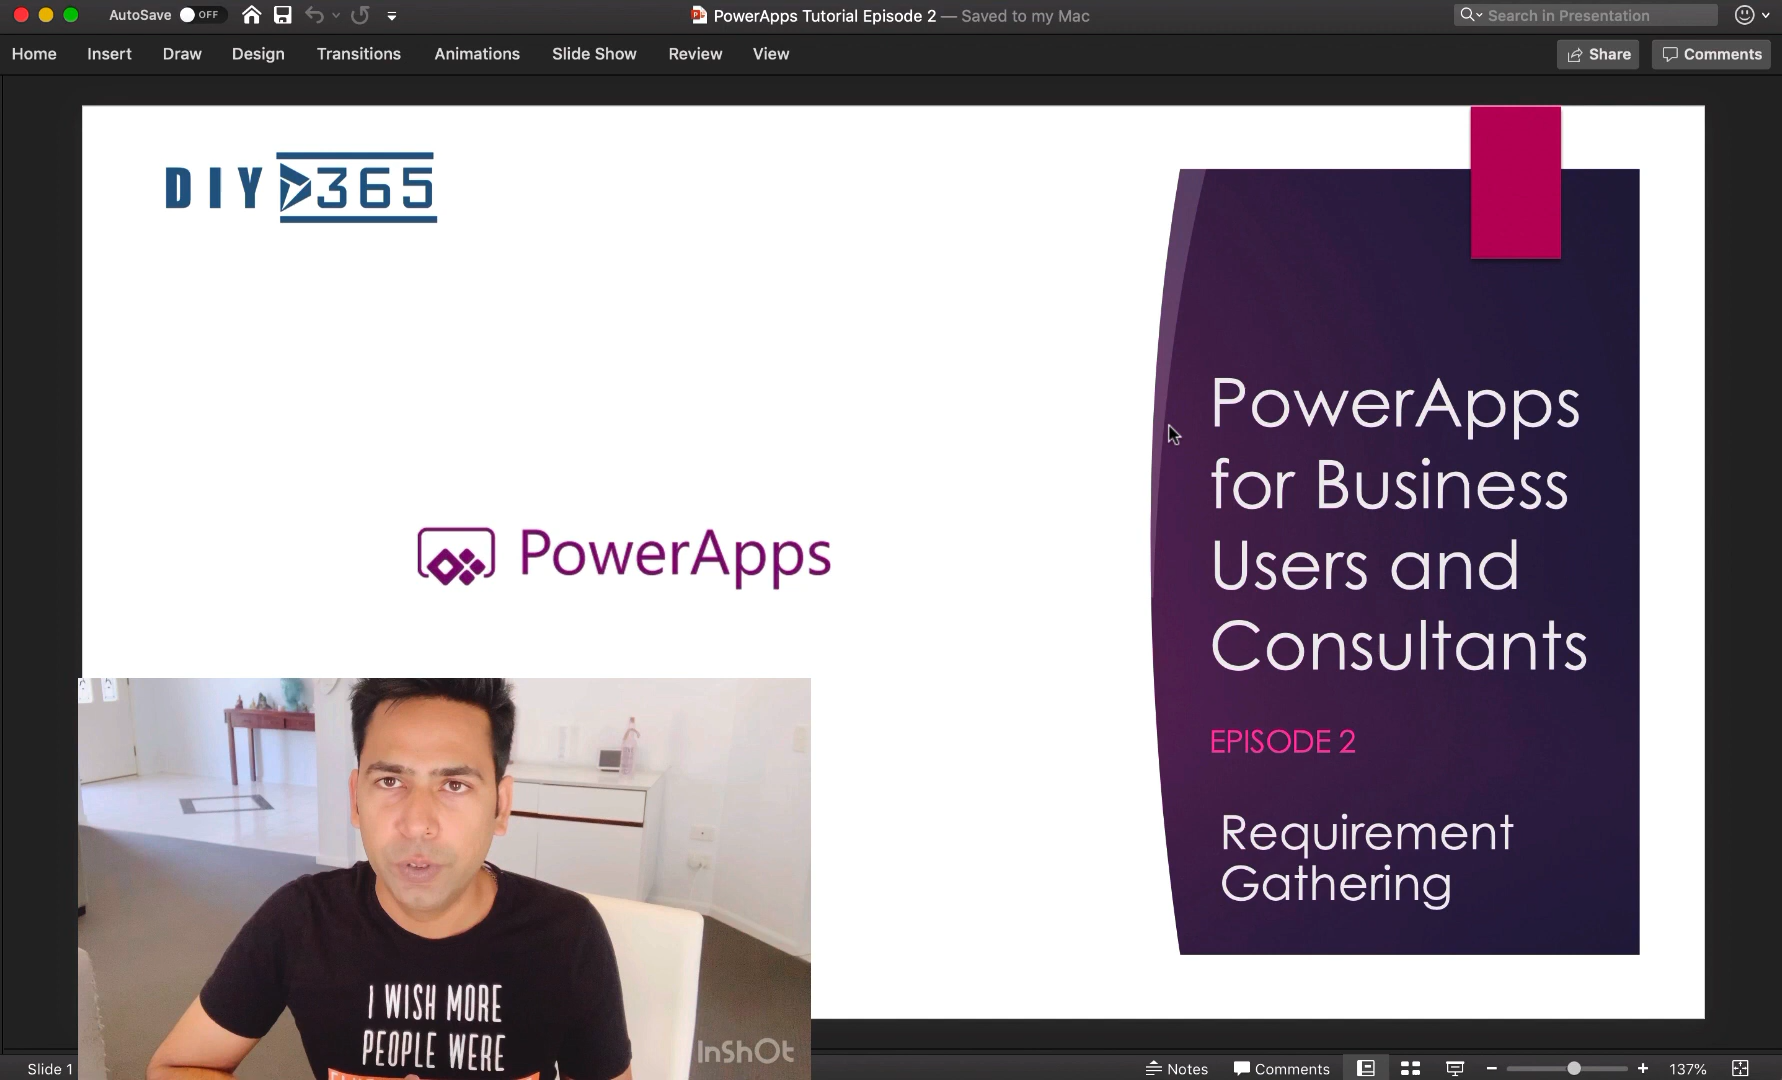 AutoSave OFF
PowerApps Tutorial Episode 2 — Saved to my Mac
Search in Presentation
Home Insert Draw Design Transitions Animations Slide Show Review View
Share Comments
DIY 365
PowerApps
PowerApps
for Business
Users and
Consultants
EPISODE 2
Requirement
Gathering
I WISH MORE
PEOPLE WERE
InShOt
Slide 1
Notes Comments 137%